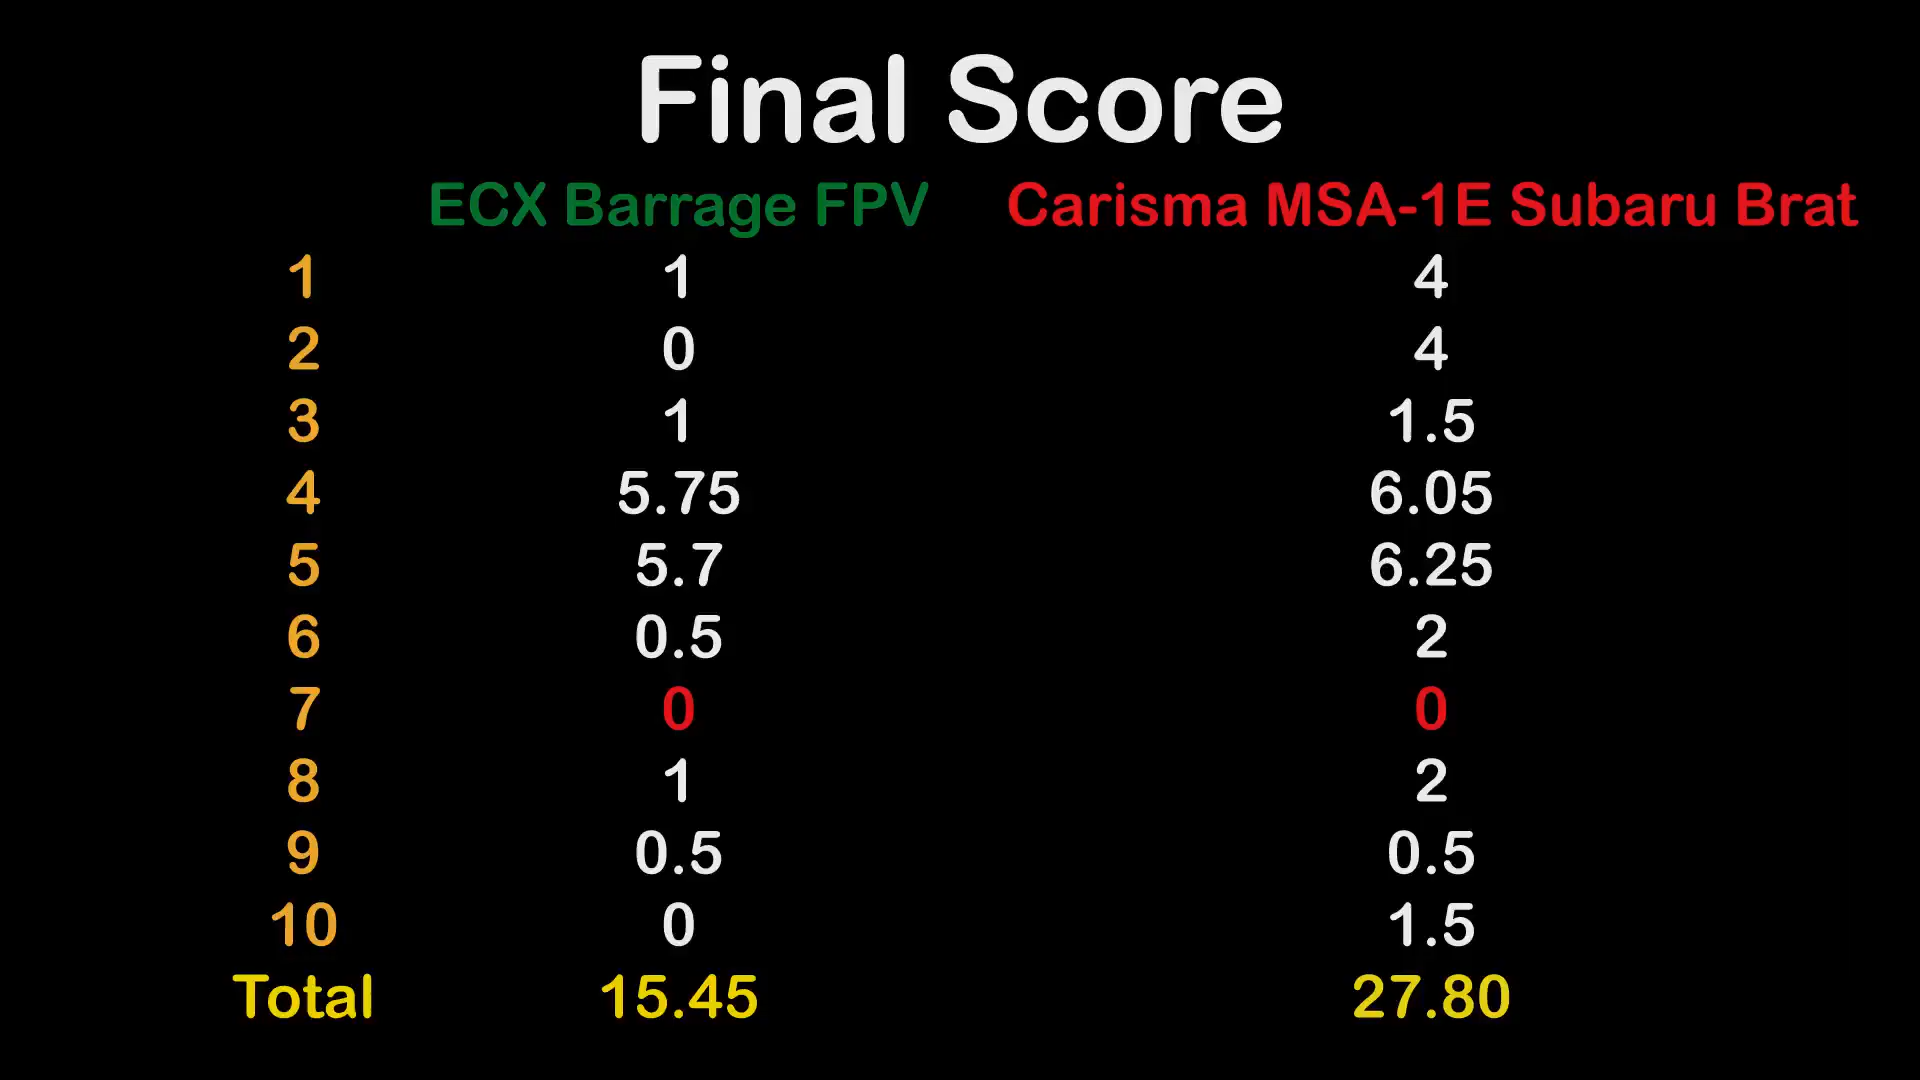 Final Score
ECX Barrage FPV Carisma MSA-1E Subaru Brat
1 1 4
2 0 4
3 1 1.5
4 5.75 6.05
5 5.7 6.25
6 0.5 2
7 0 0
8 1 2
9 0.5 0.5
10 0 1.5
Total 15.45 27.80